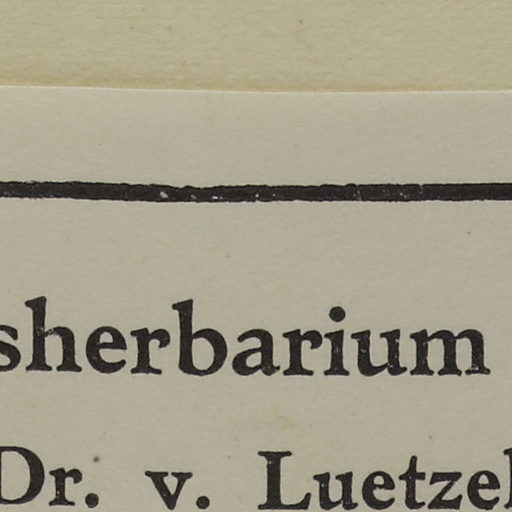 sherbarium
Dr. v. Luetzel